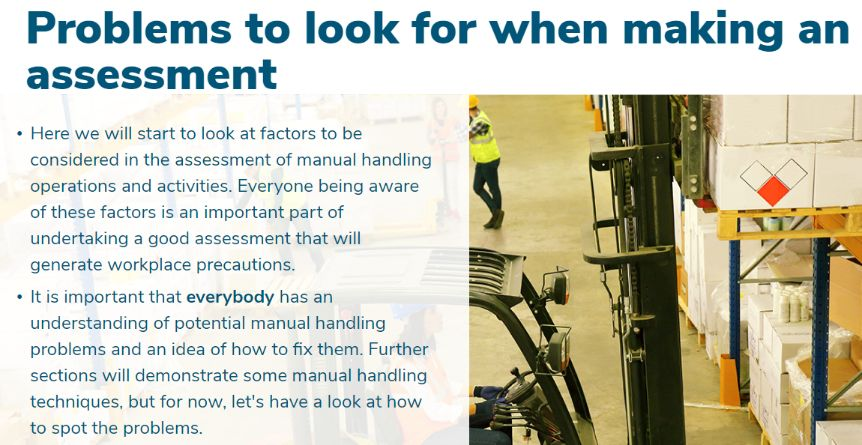 Problems to look for when making an
assessment
• Here we will start to look at factors to be
considered in the assessment of manual handling
operations and activities. Everyone being aware
of these factors is an important part of
undertaking a good assessment that will
generate workplace precautions.
• It is important that everybody has an
understanding of potential manual handling
problems and an idea of how to fix them. Further
sections will demonstrate some manual handling
techniques, but for now, let's have a look at how
to spot the problems.